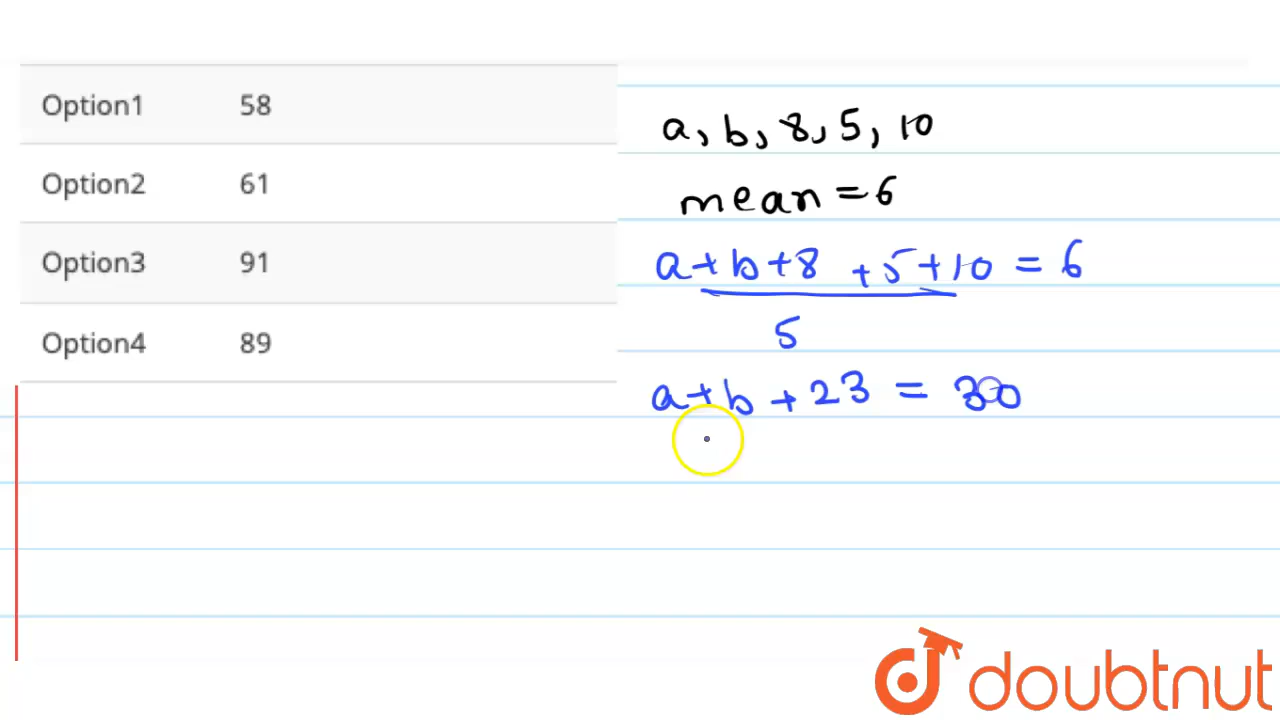 Option1 58
Option2 61
Option3 91
Option4 89
a, b, 8, 5, 10
mean = 6
a+b+8 +5+10 = 6
5
a+b +23 = 30
doubtnut